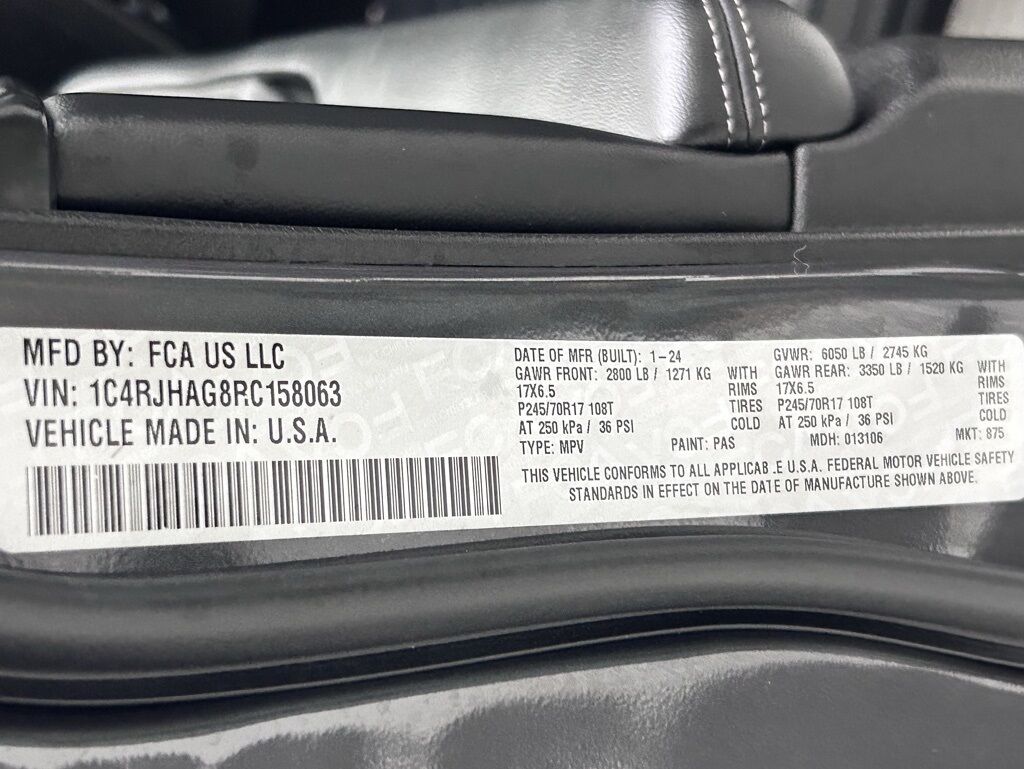 MFD BY: FCA US LLC
VIN: 1C4RJHAG8RC158063
VEHICLE MADE IN: U.S.A.
DATE OF MFR (BUILT): 1-24
GAWR FRONT: 2800 LB / 1271 KG WITH
17X6.5 RIMS
P245/70R17 108T TIRES
AT 250 kPa / 36 PSI COLD
TYPE: MPV
GVWR: 6050 LB / 2745 KG
GAWR REAR: 3350 LB / 1520 KG WITH
17X6.5 RIMS
P245/70R17 108T TIRES
AT 250 kPa / 36 PSI COLD
PAINT: PAS MDH: 013106 MKT: 875
THIS VEHICLE CONFORMS TO ALL APPLICAB .E U.S.A. FEDERAL MOTOR VEHICLE SAFETY
STANDARDS IN EFFECT ON THE DATE OF MANUFACTURE SHOWN ABOVE.